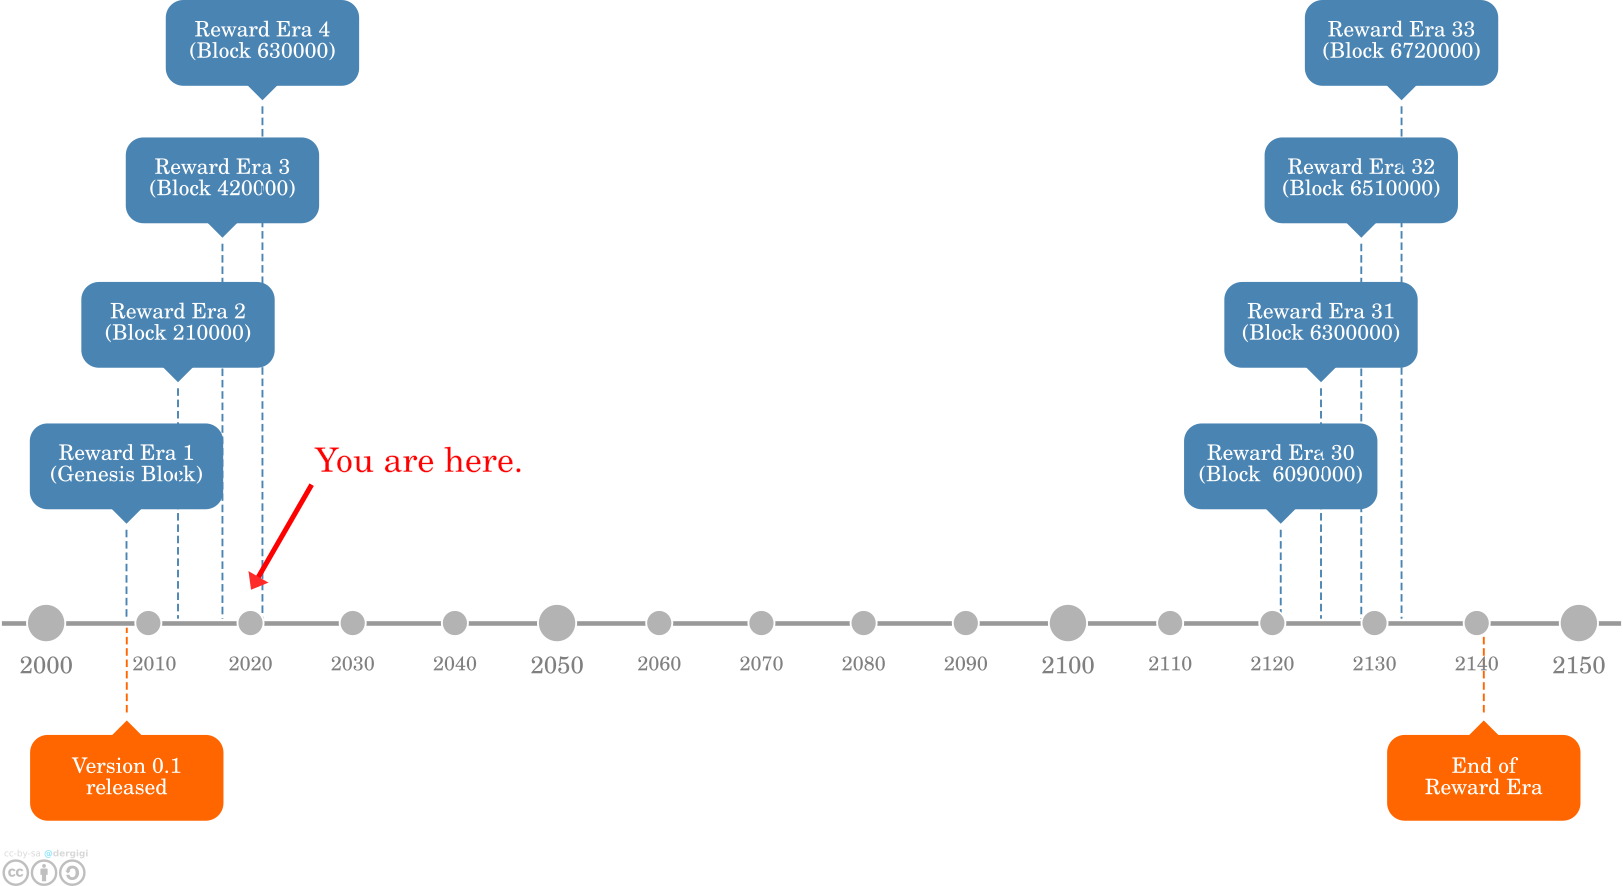 Reward Era 4
(Block 630000)
Reward Era 33
(Block 6720000)
Reward Era 3
(Block 420000)
Reward Era 32
(Block 6510000)
Reward Era 2
(Block 210000)
Reward Era 31
(Block 6300000)
Reward Era 1
(Genesis Block)
You are here.
Reward Era 30
(Block 6090000)
2000 2010 2020 2030 2040 2050 2060 2070 2080 2090 2100 2110 2120 2130 2140 2150
Version 0.1
released
End of
Reward Era
cc-by-sa @dergigi
cc